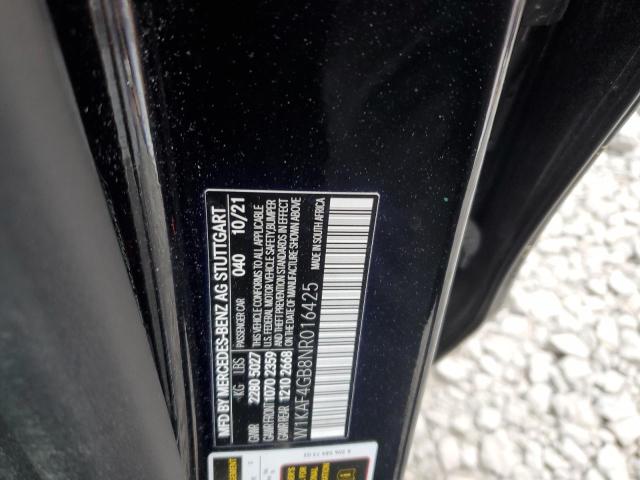 MFD BY MERCEDES-BENZ AG STUTTGART
PASSENGER CAR 040 10/21
KG LBS
GVWR 2280 5027
GAWR FRONT 1070 2359
GAWR REAR 1210 2668
THIS VEHICLE CONFORMS TO ALL APPLICABLE
U.S. FEDERAL MOTOR VEHICLE SAFETY, BUMPER
AND THEFT PREVENTION STANDARDS IN EFFECT
ON THE DATE OF MANUFACTURE SHOWN ABOVE
MADE IN SOUTH AFRICA
W1KAF4GB8NR016425